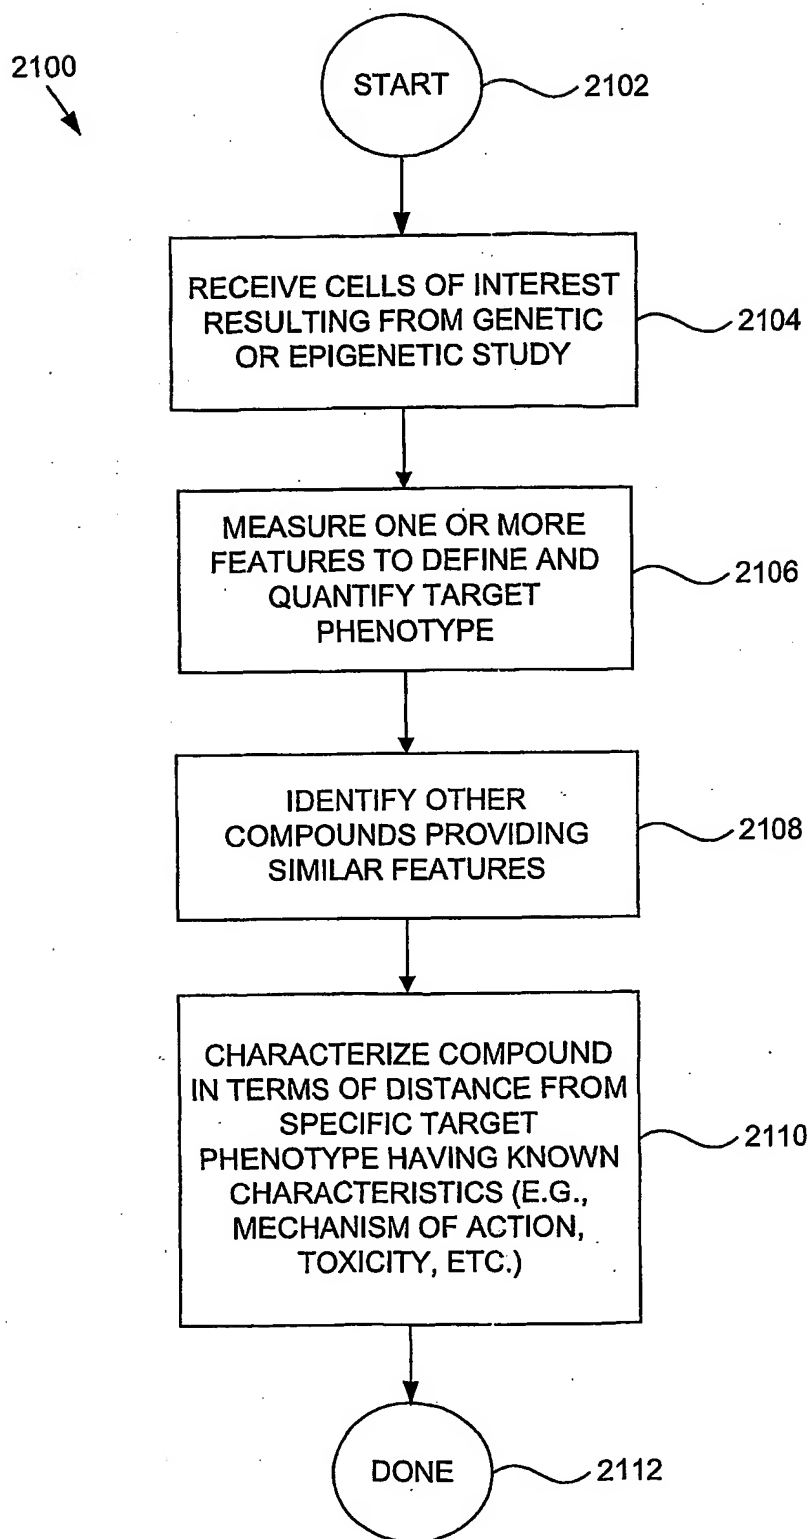 2100
START
2102
RECEIVE CELLS OF INTEREST
RESULTING FROM GENETIC
OR EPIGENETIC STUDY
2104
MEASURE ONE OR MORE
FEATURES TO DEFINE AND
QUANTIFY TARGET
PHENOTYPE
2106
IDENTIFY OTHER
COMPOUNDS PROVIDING
SIMILAR FEATURES
2108
CHARACTERIZE COMPOUND
IN TERMS OF DISTANCE FROM
SPECIFIC TARGET
PHENOTYPE HAVING KNOWN
CHARACTERISTICS (E.G.,
MECHANISM OF ACTION,
TOXICITY, ETC.)
2110
DONE
2112